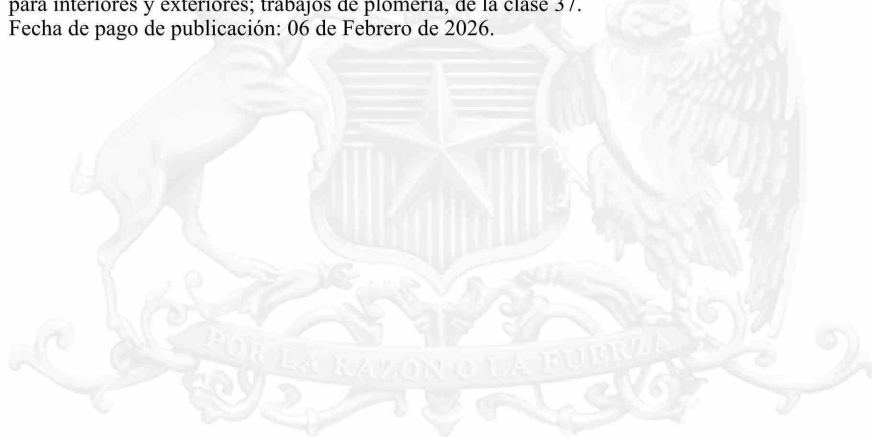 para interiores y exteriores; trabajos de plomería, de la clase 37.
Fecha de pago de publicación: 06 de Febrero de 2026.
POR LA RAZÓN O LA FUERZA